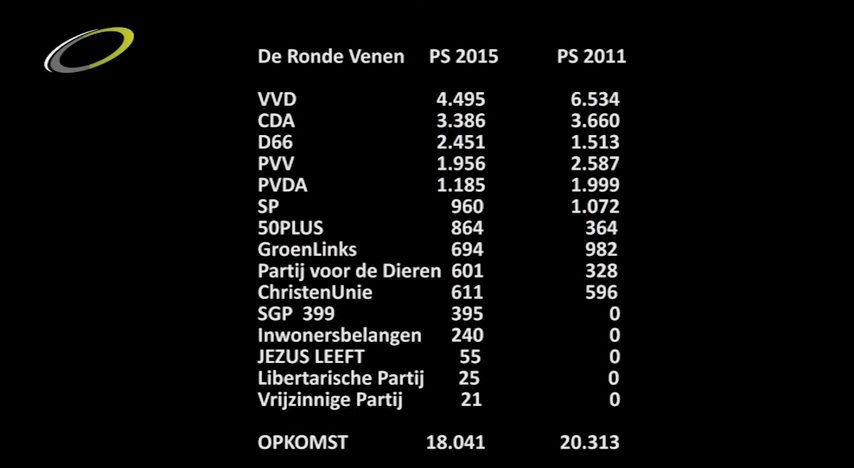 De Ronde Venen PS 2015 PS 2011
VVD 4.495 6.534
CDA 3.386 3.660
D66 2.451 1.513
PVV 1.956 2.587
PVDA 1.185 1.999
SP 960 1.072
50PLUS 864 364
GroenLinks 694 982
Partij voor de Dieren 601 328
ChristenUnie 611 596
SGP 399 395 0
Inwonersbelangen 240 0
JEZUS LEEFT 55 0
Libertarische Partij 25 0
Vrijzinnige Partij 21 0
OPKOMST 18.041 20.313